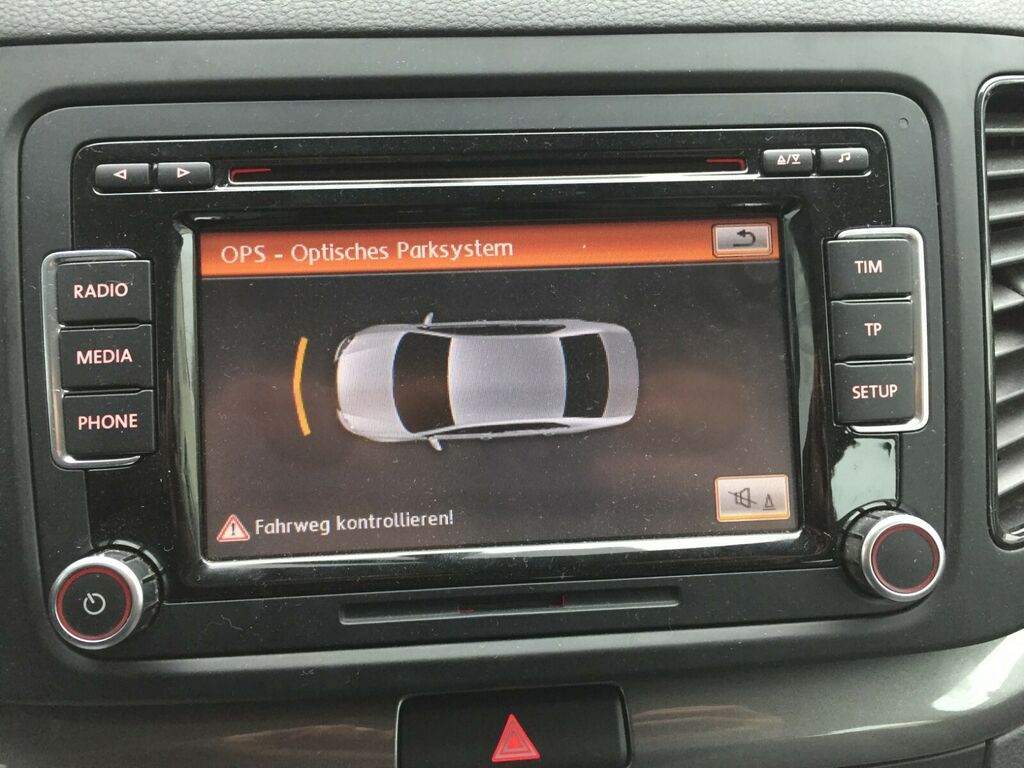 OPS - Optisches Parksystem
RADIO
MEDIA
PHONE
TIM
TP
SETUP
Fahrweg kontrollieren!